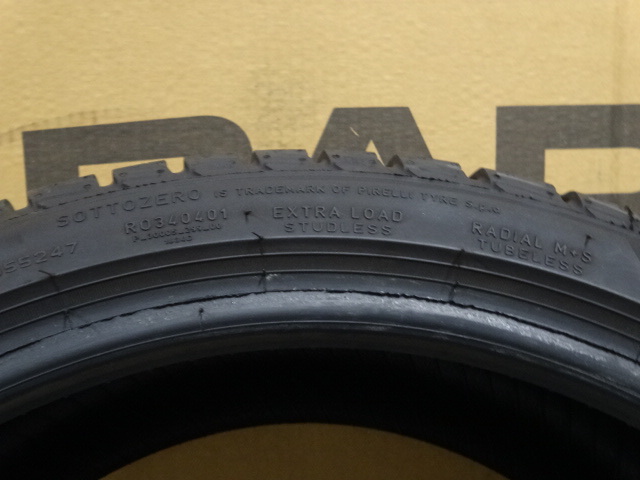 SOTTOZERO IS TRADEMARK OF PIRELLI TYRE S.p.A.
R0340401
EXTRA LOAD
STUDLESS
RADIAL M+S
TUBELESS